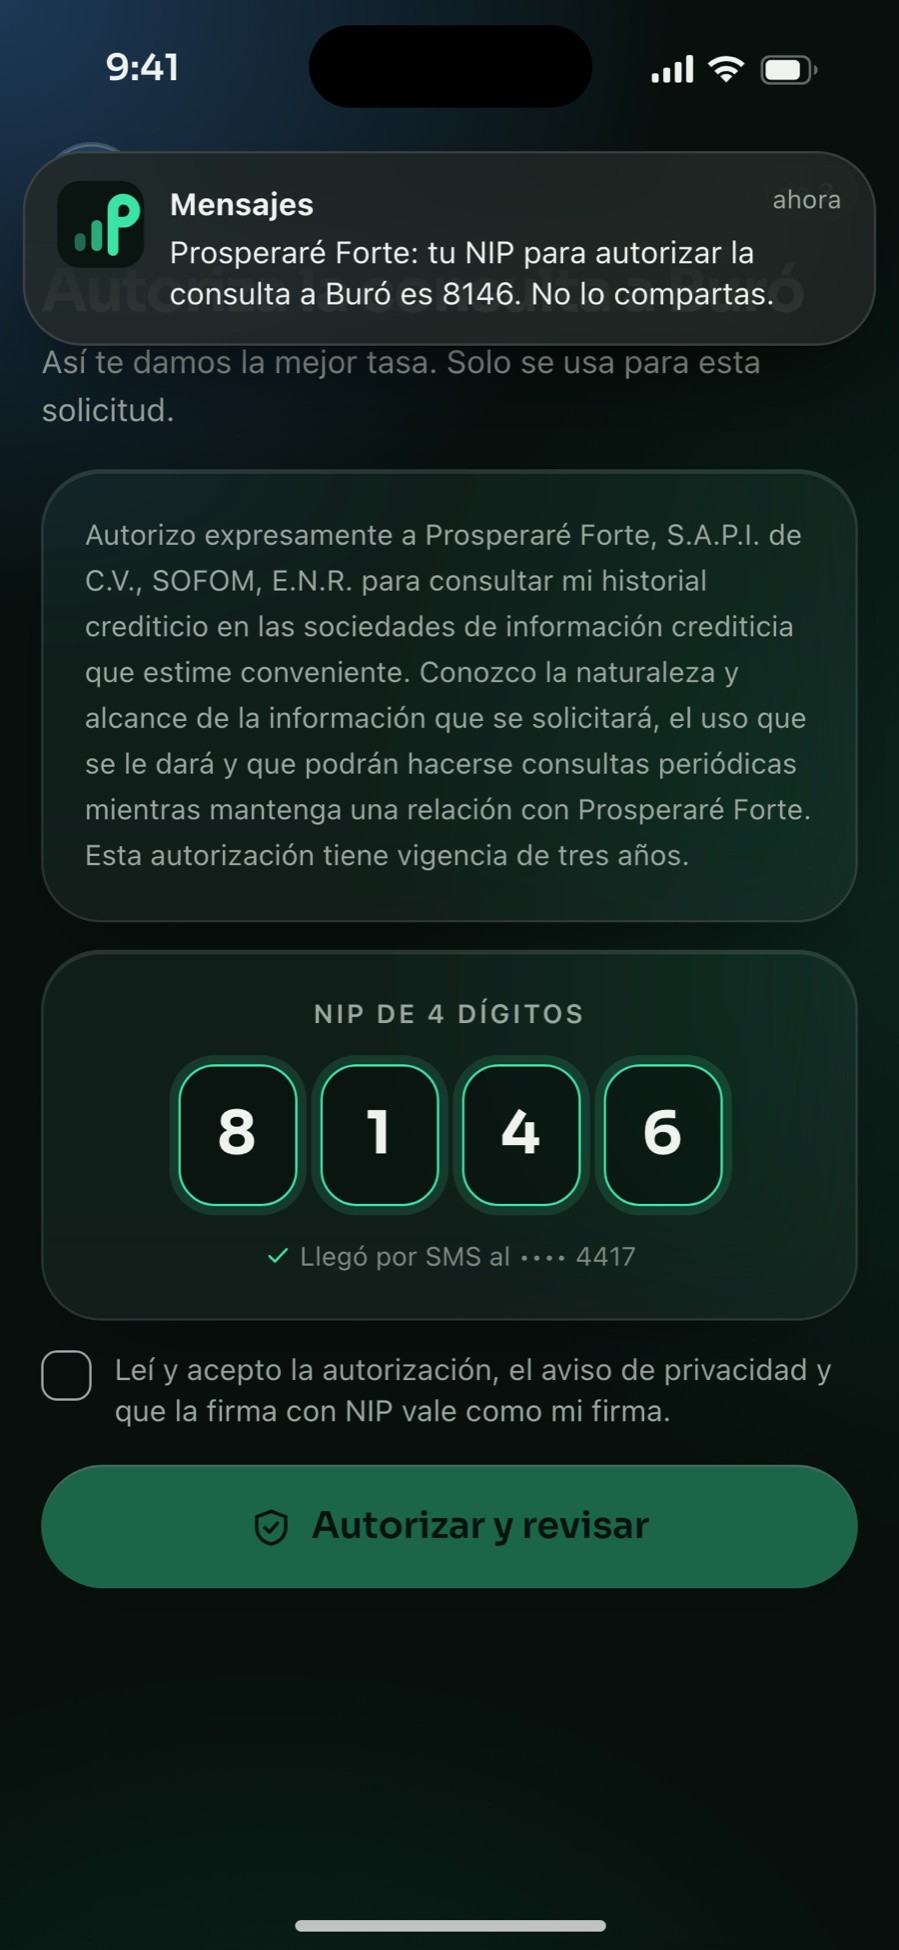 9:41
Mensajes
ahora
Prosperaré Forte: tu NIP para autorizar la
consulta a Buró es 8146. No lo compartas.
Autoriza la consulta a Buró
Así te damos la mejor tasa. Solo se usa para esta
solicitud.
Autorizo expresamente a Prosperaré Forte, S.A.P.I. de
C.V., SOFOM, E.N.R. para consultar mi historial
crediticio en las sociedades de información crediticia
que estime conveniente. Conozco la naturaleza y
alcance de la información que se solicitará, el uso que
se le dará y que podrán hacerse consultas periódicas
mientras mantenga una relación con Prosperaré Forte.
Esta autorización tiene vigencia de tres años.
NIP DE 4 DÍGITOS
8 1 4 6
Llegó por SMS al •••• 4417
Leí y acepto la autorización, el aviso de privacidad y
que la firma con NIP vale como mi firma.
Autorizar y revisar